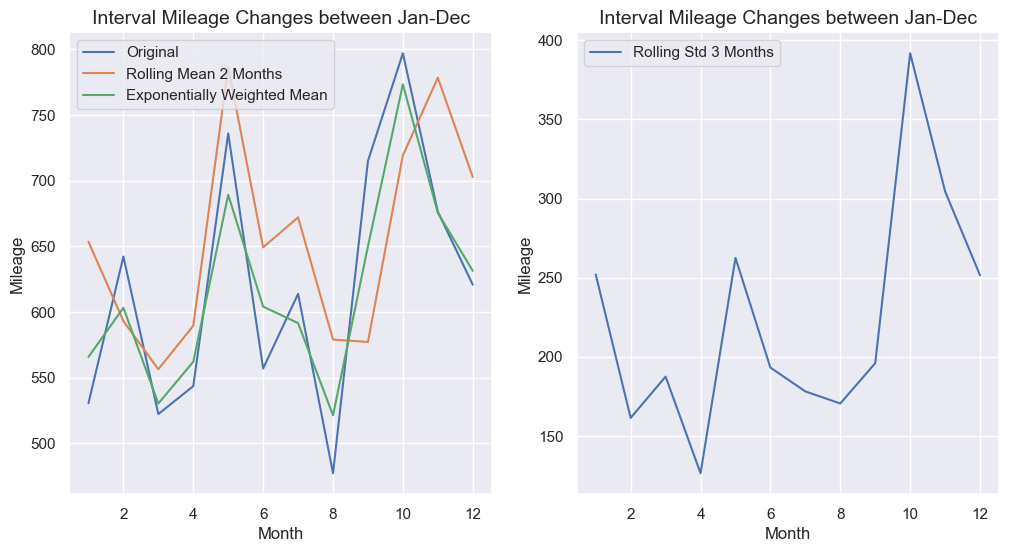 Interval Mileage Changes between Jan-Dec
Original
Rolling Mean 2 Months
Exponentially Weighted Mean
800
750
700
650
600
550
500
Mileage
2 4 6 8 10 12
Month
Interval Mileage Changes between Jan-Dec
Rolling Std 3 Months
400
350
300
250
200
150
Mileage
2 4 6 8 10 12
Month